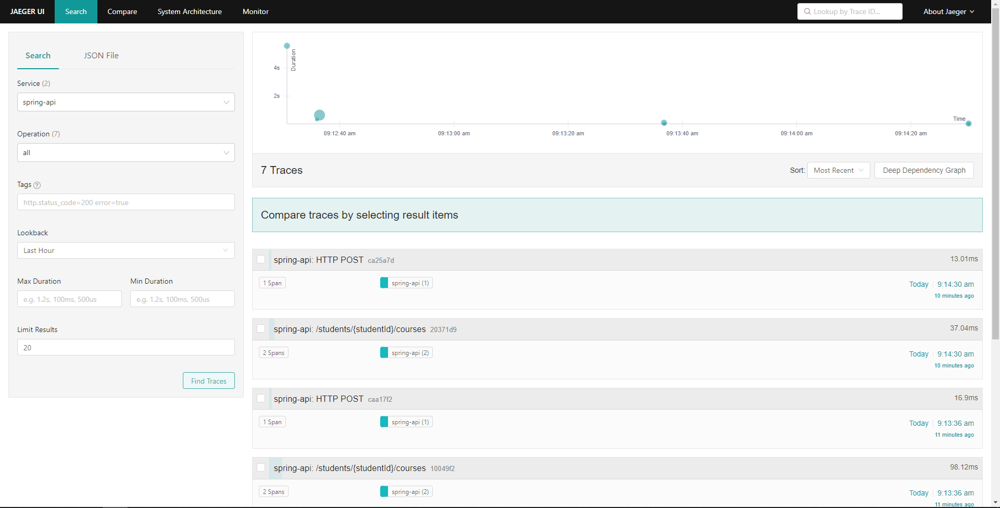 JAEGER UI Search Compare System Architecture Monitor Lookup by Trace ID... About Jaeger
Search JSON File
Service (2)
spring-api
Operation (7)
all
Tags ?
http.status_code=200 error=true
Lookback
Last Hour
Max Duration Min Duration
e.g. 1.2s, 100ms, 500us e.g. 1.2s, 100ms, 500us
Limit Results
20
Find Traces
Duration
4s
2s
Time
09:12:40 am 09:13:00 am 09:13:20 am 09:13:40 am 09:14:00 am 09:14:20 am
7 Traces Sort: Most Recent Deep Dependency Graph
Compare traces by selecting result items
spring-api: HTTP POST ca25a7d 13.01ms
1 Span spring-api (1) Today 9:14:30 am
10 minutes ago
spring-api: /students/{studentId}/courses 20371d9 37.04ms
2 Spans spring-api (2) Today 9:14:30 am
10 minutes ago
spring-api: HTTP POST caa17f2 16.9ms
1 Span spring-api (1) Today 9:13:36 am
11 minutes ago
spring-api: /students/{studentId}/courses 10049f2 98.12ms
2 Spans spring-api (2) Today 9:13:36 am
11 minutes ago